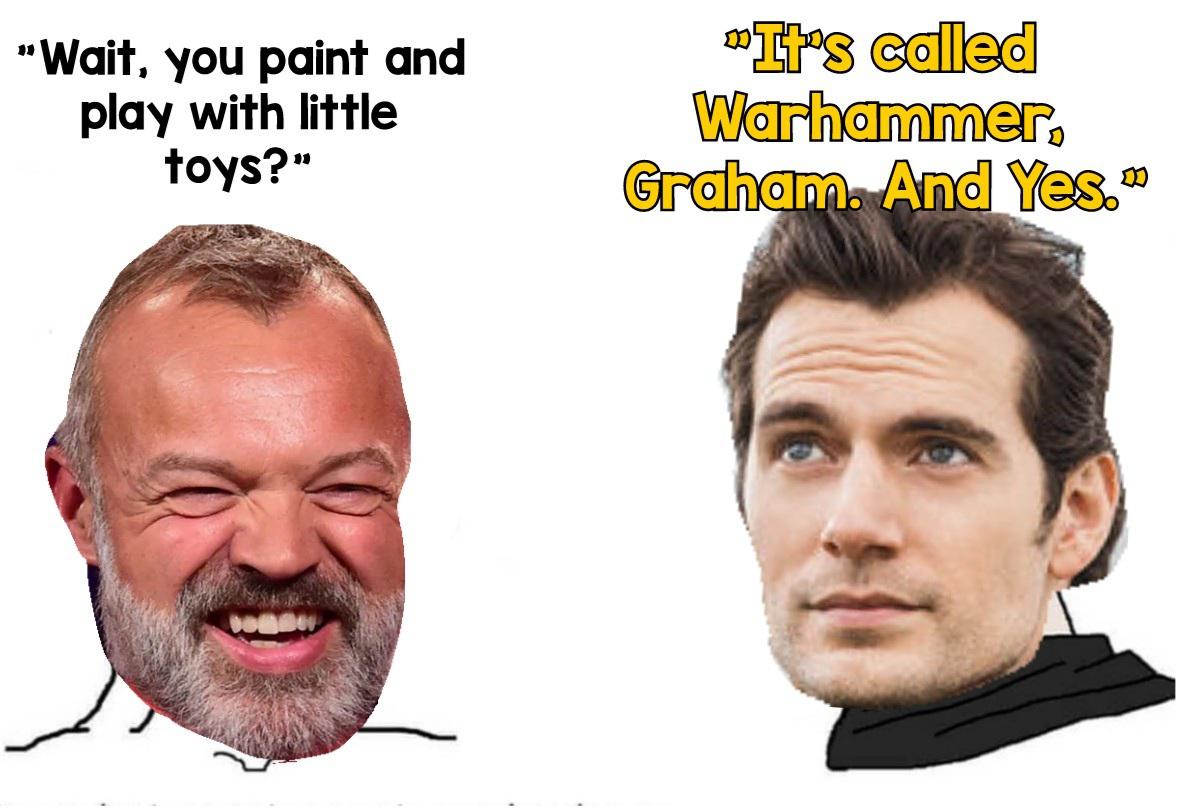 "Wait, you paint and
play with little
toys?"
"It's called
Warhammer,
Graham. And Yes."